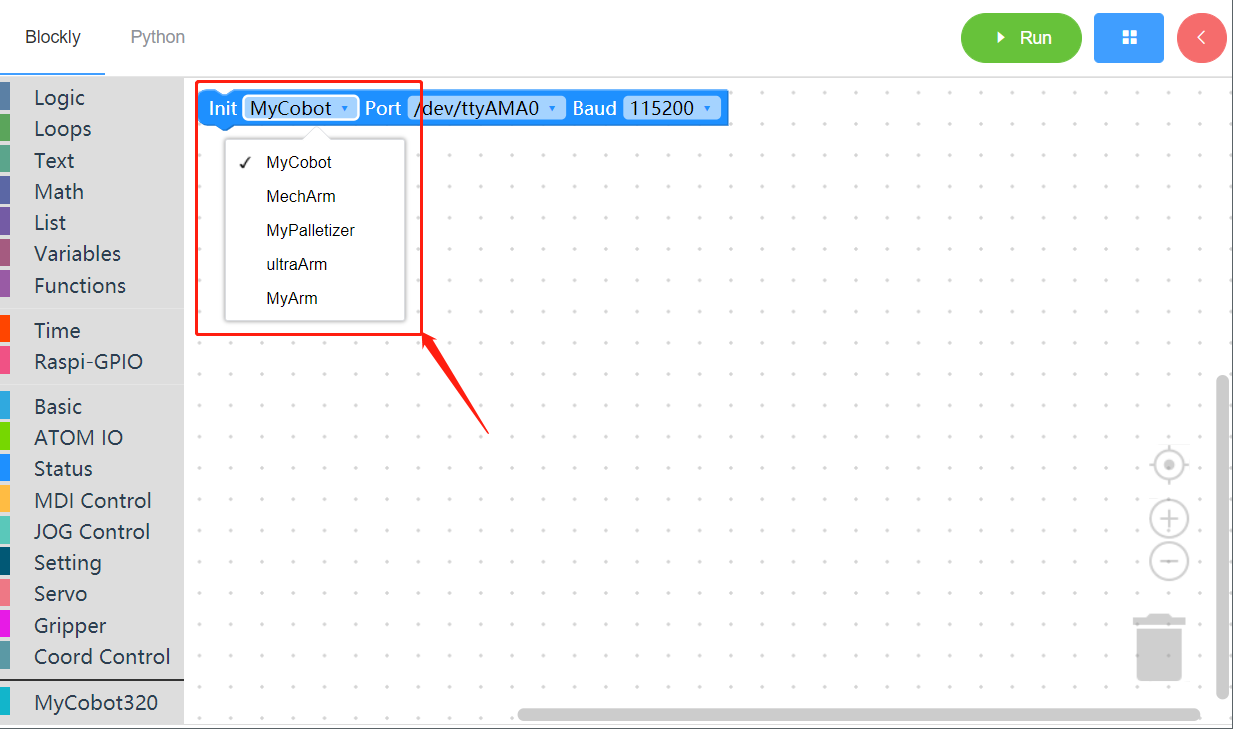 Blockly
Python
Run
Logic
Loops
Text
Math
List
Variables
Functions
Time
Raspi-GPIO
Basic
ATOM IO
Status
MDI Control
JOG Control
Setting
Servo
Gripper
Coord Control
MyCobot320
Init MyCobot Port /dev/ttyAMA0 Baud 115200
✓ MyCobot
MechArm
MyPalletizer
ultraArm
MyArm